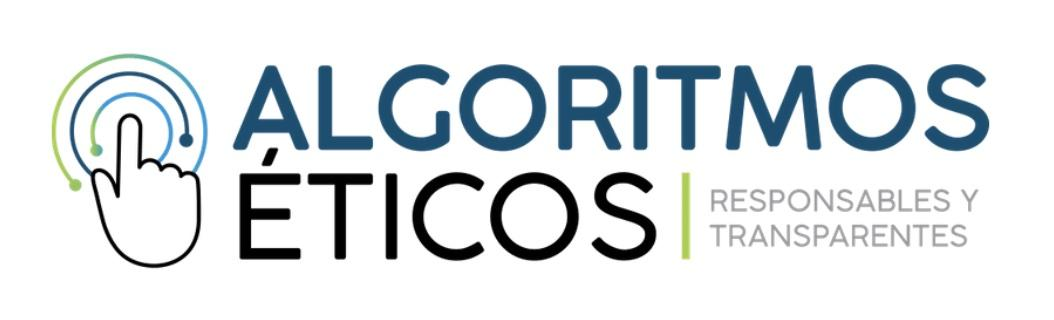 ALGORITMOS
ÉTICOS
RESPONSABLES Y
TRANSPARENTES